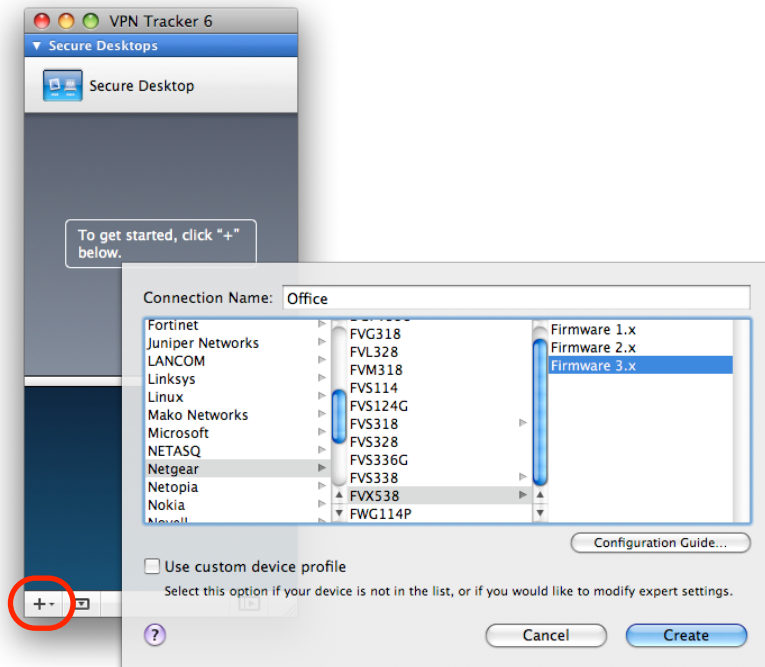 VPN Tracker 6
Secure Desktops
Secure Desktop
To get started, click “+”
below.
Connection Name: Office
Fortinet
Juniper Networks
LANCOM
Linksys
Linux
Mako Networks
Microsoft
NETASQ
Netgear
Netopia
Nokia
Novell
FVG318
FVL328
FVM318
FVS114
FVS124G
FVS318
FVS328
FVS336G
FVS338
FVX538
FWG114P
Firmware 1.x
Firmware 2.x
Firmware 3.x
Configuration Guide...
Use custom device profile
Select this option if your device is not in the list, or if you would like to modify expert settings.
?
Cancel
Create